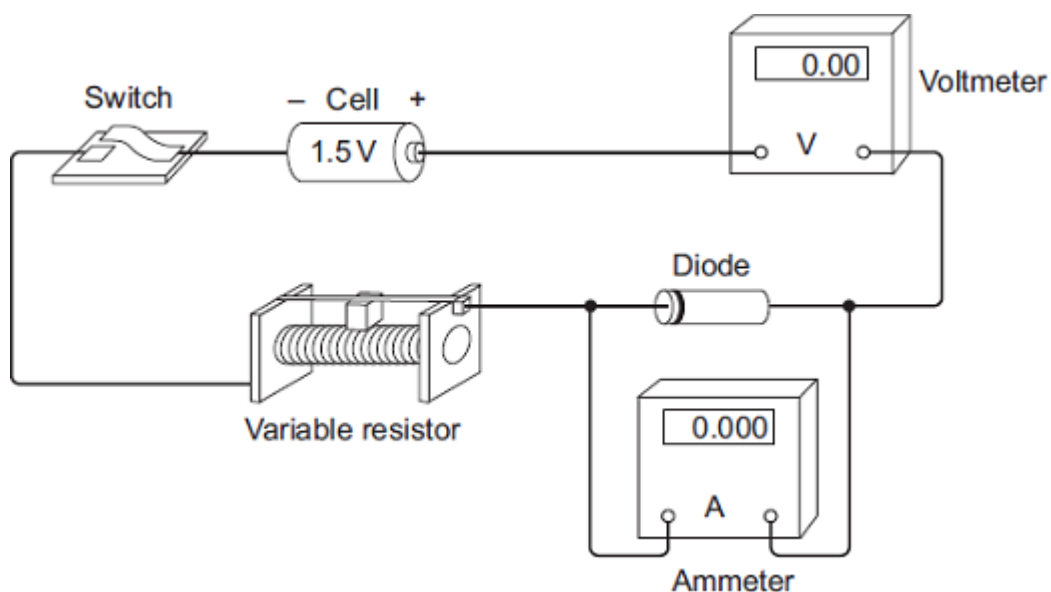 0.00
Voltmeter
Switch
– Cell +
1.5 V
V
Diode
0.000
Variable resistor
A
Ammeter